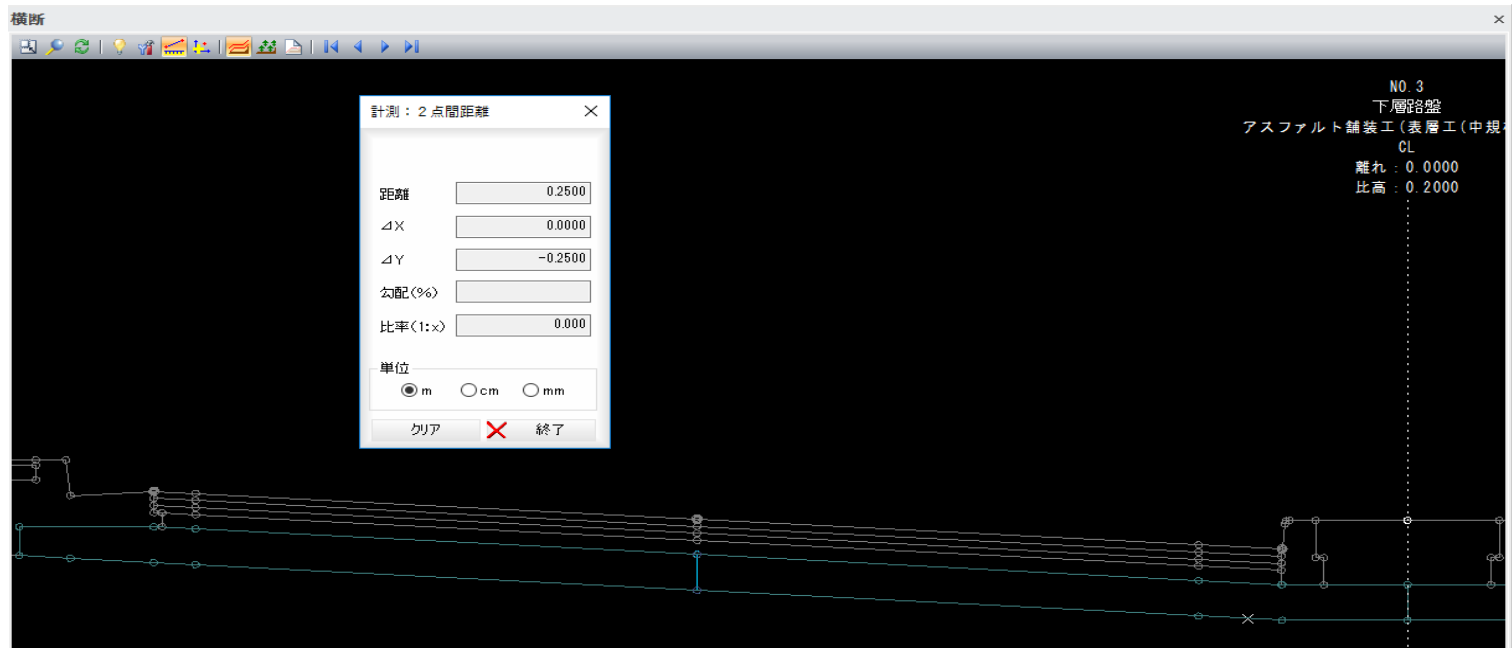 横断
NO.3
下層路盤
アスファルト舗装工(表層工(中規
CL
離れ：0.0000
比高：0.2000
計測：２点間距離
距離 0.2500
⊿X 0.0000
⊿Y -0.2500
勾配(%)
比率(1:x) 0.000
単位
m cm mm
クリア 終了